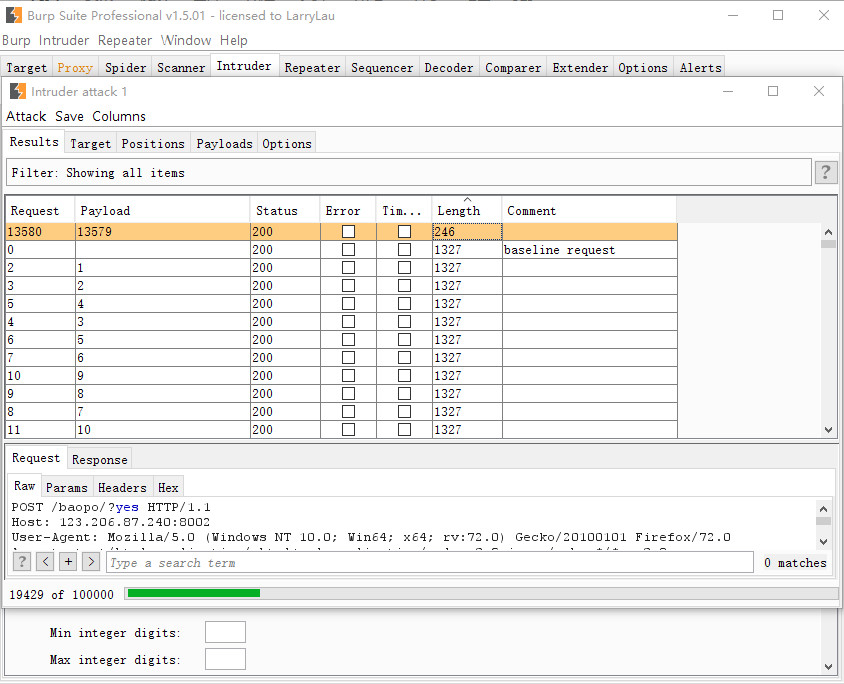 Burp Suite Professional v1.5.01 - licensed to LarryLau
Burp Intruder Repeater Window Help
Target Proxy Spider Scanner Intruder Repeater Sequencer Decoder Comparer Extender Options Alerts
Intruder attack 1
Attack Save Columns
Results Target Positions Payloads Options
Filter: Showing all items ?
Request Payload Status Error Tim... Length Comment
13580 13579 200 246
0 200 1327 baseline request
2 1 200 1327
3 2 200 1327
5 4 200 1327
4 3 200 1327
6 5 200 1327
7 6 200 1327
10 9 200 1327
9 8 200 1327
8 7 200 1327
11 10 200 1327
Request Response
Raw Params Headers Hex
POST /baopo/?yes HTTP/1.1
Host: 123.206.87.240:8002
User-Agent: Mozilla/5.0 (Windows NT 10.0; Win64; x64; rv:72.0) Gecko/20100101 Firefox/72.0
? < + > Type a search term 0 matches
19429 of 100000
Min integer digits:
Max integer digits: